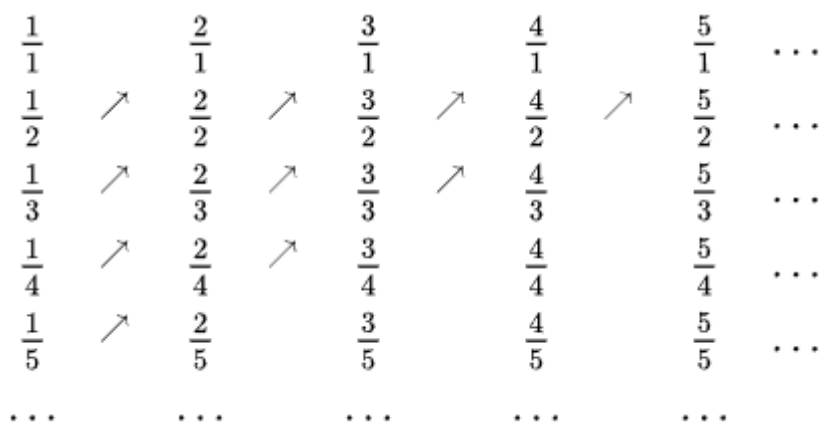 1/1 2/1 3/1 4/1 5/1 ...
1/2 ↗ 2/2 ↗ 3/2 ↗ 4/2 ↗ 5/2 ...
1/3 ↗ 2/3 ↗ 3/3 ↗ 4/3 5/3 ...
1/4 ↗ 2/4 ↗ 3/4 4/4 5/4 ...
1/5 ↗ 2/5 3/5 4/5 5/5 ...
... ... ... ... ...